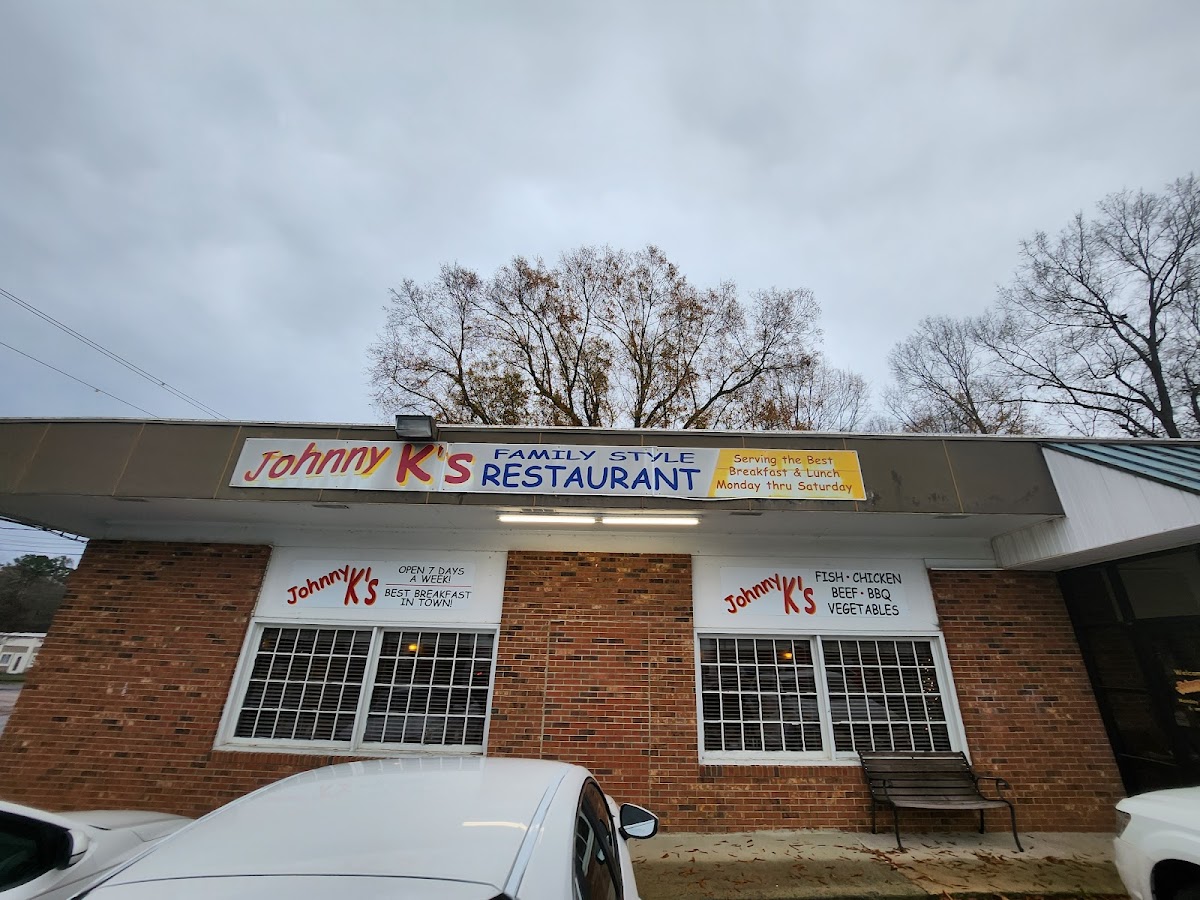 Johnny K's
FAMILY STYLE
RESTAURANT
Serving the Best
Breakfast & Lunch
Monday thru Saturday
Johnny K's
OPEN 7 DAYS
A WEEK!
BEST BREAKFAST
IN TOWN!
Johnny K's
FISH · CHICKEN
BEEF · BBQ
VEGETABLES